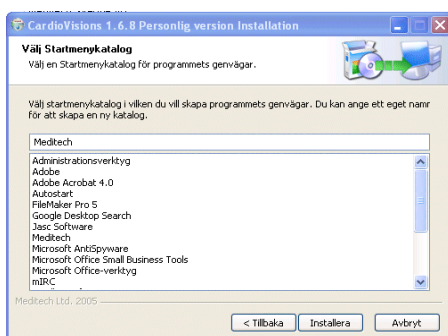 CardioVisions 1.6.8 Personlig version Installation
Välj Startmenykatalog
Välj en Startmenykatalog för programmets genvägar.
Välj startmenykatalog i vilken du vill skapa programmets genvägar. Du kan ange ett eget namn
för att skapa en ny katalog.
Meditech
Administrationsverktyg
Adobe
Adobe Acrobat 4.0
Autostart
FileMaker Pro 5
Google Desktop Search
Jasc Software
Meditech
Microsoft AntiSpyware
Microsoft Office Small Business Tools
Microsoft Office-verktyg
mIRC
Meditech Ltd. 2005
< Tillbaka
Installera
Avbryt